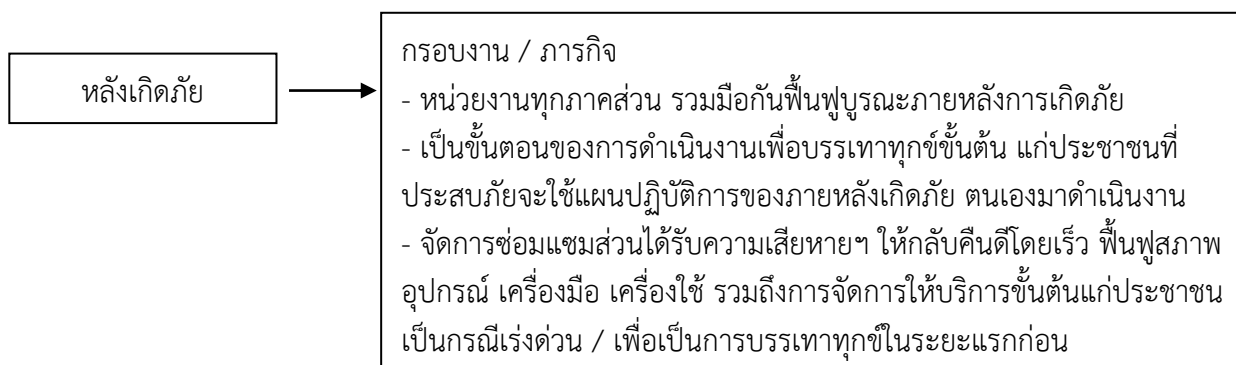 หลังเกิดภัย
กรอบงาน / ภารกิจ
- หน่วยงานทุกภาคส่วน รวมมือกันฟื้นฟูบูรณะภายหลังการเกิดภัย
- เป็นขั้นตอนของการดำเนินงานเพื่อบรรเทาทุกข์ขั้นต้น แก่ประชาชนที่
ประสบภัยจะใช้แผนปฏิบัติการของภายหลังเกิดภัย ตนเองมาดำเนินงาน
- จัดการซ่อมแซมส่วนได้รับความเสียหายฯ ให้กลับคืนดีโดยเร็ว ฟื้นฟูสภาพ
อุปกรณ์ เครื่องมือ เครื่องใช้ รวมถึงการจัดการให้บริการขั้นต้นแก่ประชาชน
เป็นกรณีเร่งด่วน / เพื่อเป็นการบรรเทาทุกข์ในระยะแรกก่อน